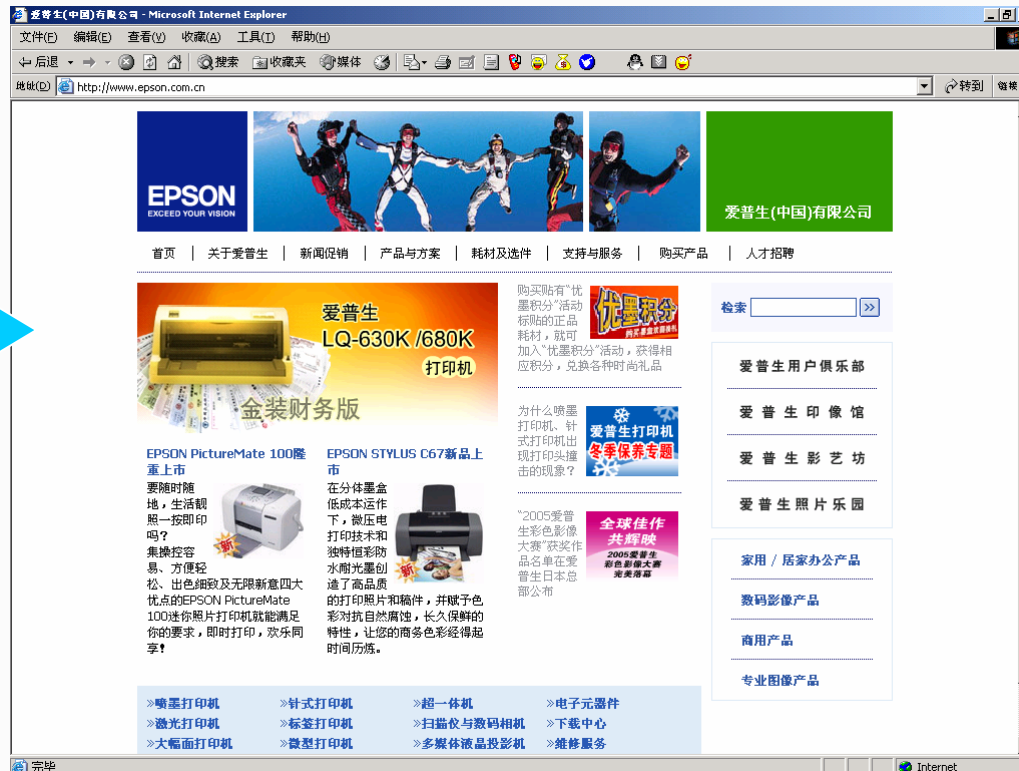 爱普生(中国)有限公司 - Microsoft Internet Explorer
文件(F) 编辑(E) 查看(V) 收藏(A) 工具(T) 帮助(H)
后退 搜索 收藏夹 媒体
地址(D) http://www.epson.com.cn 转到 链接
EPSON
EXCEED YOUR VISION
爱普生(中国)有限公司
首页 | 关于爱普生 | 新闻促销 | 产品与方案 | 耗材及选件 | 支持与服务 | 购买产品 | 人才招聘
爱普生
LQ-630K /680K
打印机
金装财务版
EPSON PictureMate 100隆
重上市
要随时随
地，生活靓
照一按即印
吗？
集操控容
易、方便轻
松、出色细致及无限新意四大
优点的EPSON PictureMate
100迷你照片打印机就能满足
你的要求，即时打印，欢乐同
享！
新
EPSON STYLUS C67新品上
市
在分体墨盒
低成本运作
下，微压电
打印技术和
独特恒彩防
水耐光墨创
造了高品质
的打印照片和稿件，并赋予色
彩对抗自然腐蚀，长久保鲜的
特性，让您的商务色彩经得起
时间历炼。
新
购买贴有“优
墨积分”活动
标贴的正品
耗材，就可
加入“优墨积分”活动，获得相
应积分，兑换各种时尚礼品
优墨积分
为什么喷墨
打印机、针
式打印机出
现打印头撞
击的现象？
爱普生打印机
冬季保养专题
“2005爱普
生彩色影像
大赛”获奖作
品名单在爱
普生日本总
部公布
全球佳作
共辉映
2005爱普生
彩色影像大赛
完美落幕
检索 >>
爱普生用户俱乐部
爱普生印像馆
爱普生影艺坊
爱普生照片乐园
家用 / 居家办公产品
数码影像产品
商用产品
专业图像产品
»喷墨打印机 »针式打印机 »超一体机 »电子元器件
»激光打印机 »标签打印机 »扫描仪与数码相机 »下载中心
»大幅面打印机 »微型打印机 »多媒体液晶投影机 »维修服务
完毕 Internet